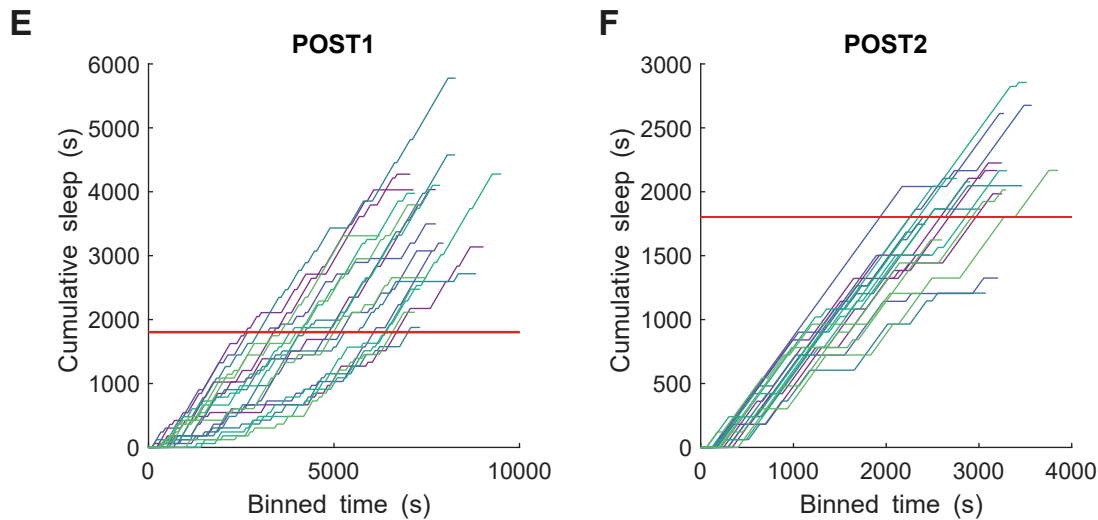 E
POST1
6000
5000
4000
3000
2000
1000
0
Cumulative sleep (s)
0 5000 10000
Binned time (s)
F
POST2
3000
2500
2000
1500
1000
500
0
Cumulative sleep (s)
0 1000 2000 3000 4000
Binned time (s)